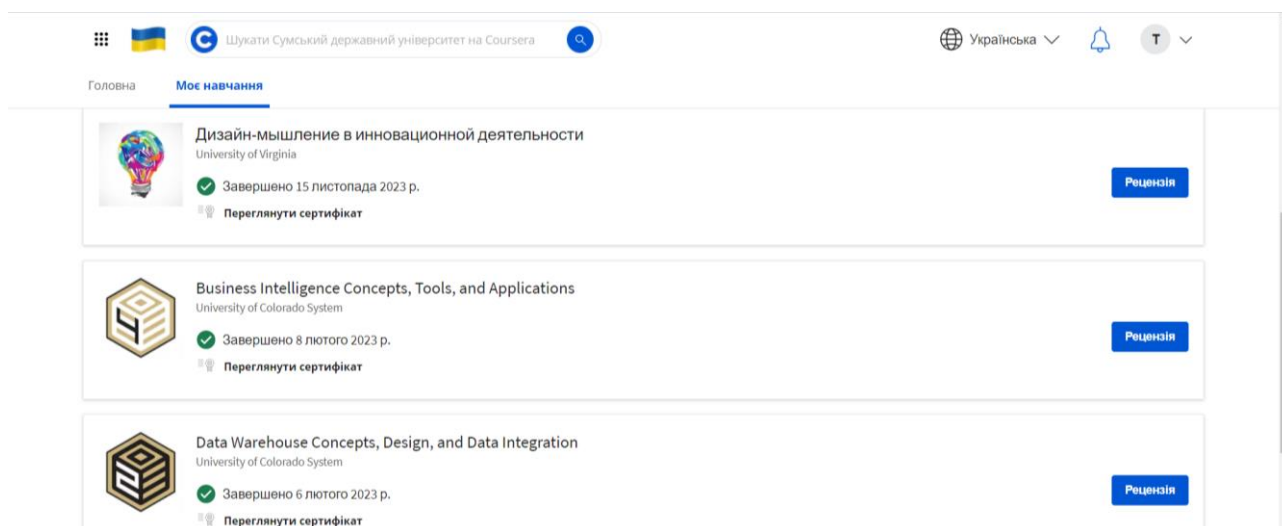 Шукати Сумський державний університет на Coursera
Українська
T
Головна
Моє навчання
Дизайн-мышление в инновационной деятельности
University of Virginia
Завершено 15 листопада 2023 р.
Переглянути сертифікат
Рецензія
Business Intelligence Concepts, Tools, and Applications
University of Colorado System
Завершено 8 лютого 2023 р.
Переглянути сертифікат
Рецензія
Data Warehouse Concepts, Design, and Data Integration
University of Colorado System
Завершено 6 лютого 2023 р.
Переглянути сертифікат
Рецензія